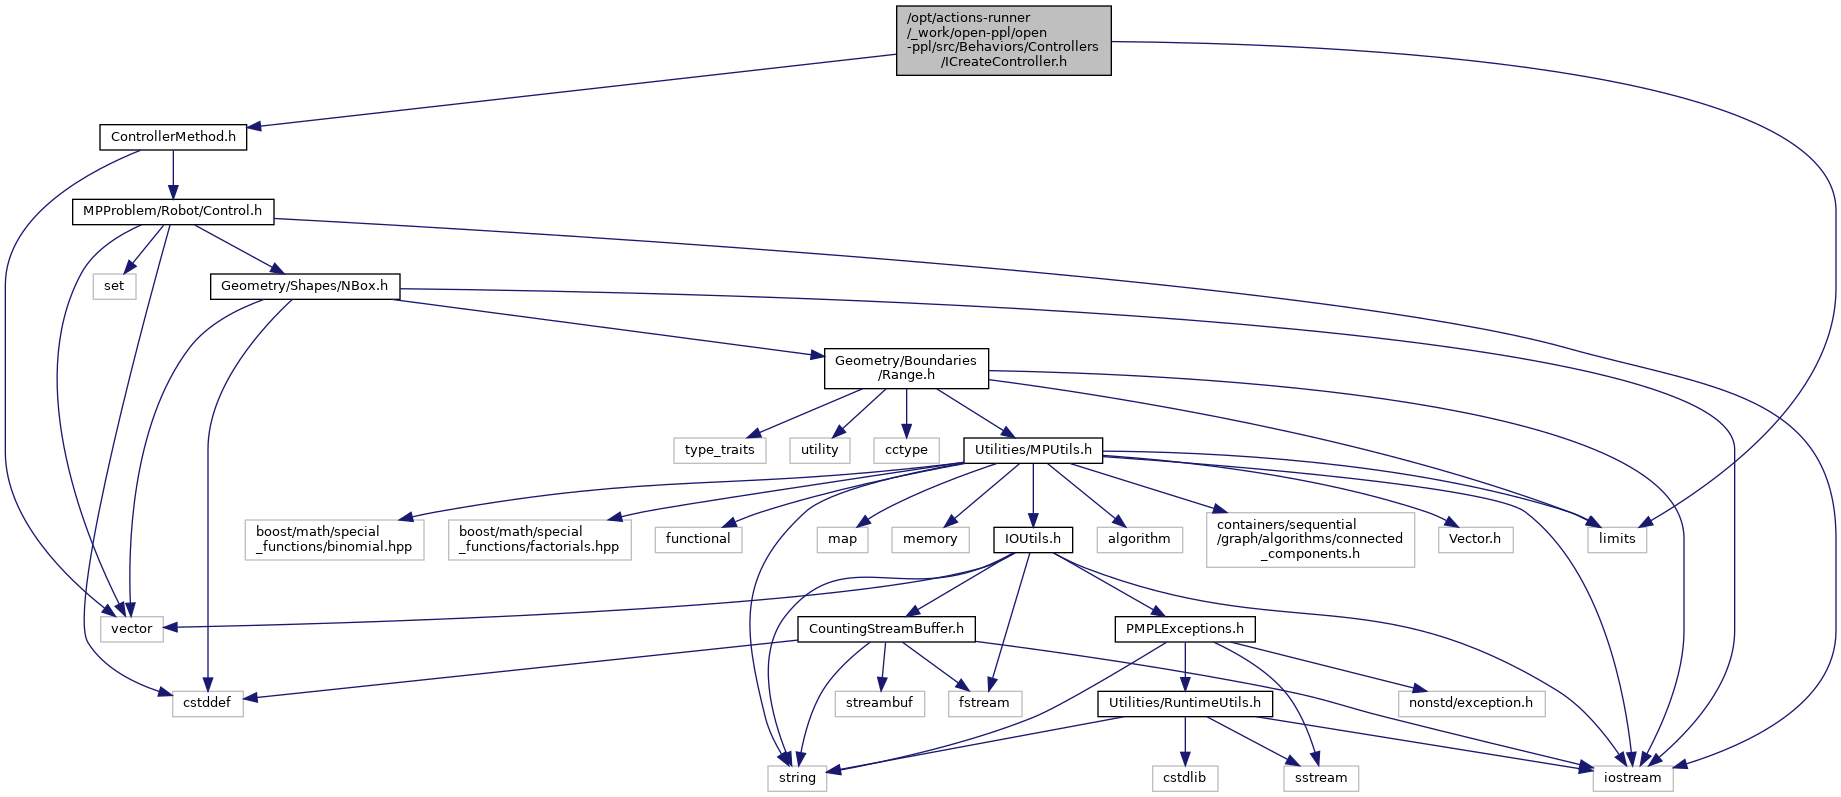 /opt/actions-runner
/_work/open-ppl/open
-ppl/src/Behaviors/Controllers
/ICreateController.h
ControllerMethod.h
MPProblem/Robot/Control.h
set
Geometry/Shapes/NBox.h
Geometry/Boundaries
/Range.h
type_traits
utility
cctype
Utilities/MPUtils.h
boost/math/special
_functions/binomial.hpp
boost/math/special
_functions/factorials.hpp
functional
map
memory
IOUtils.h
algorithm
containers/sequential
/graph/algorithms/connected
_components.h
Vector.h
limits
vector
CountingStreamBuffer.h
PMPLExceptions.h
cstddef
streambuf
fstream
Utilities/RuntimeUtils.h
nonstd/exception.h
string
cstdlib
sstream
iostream